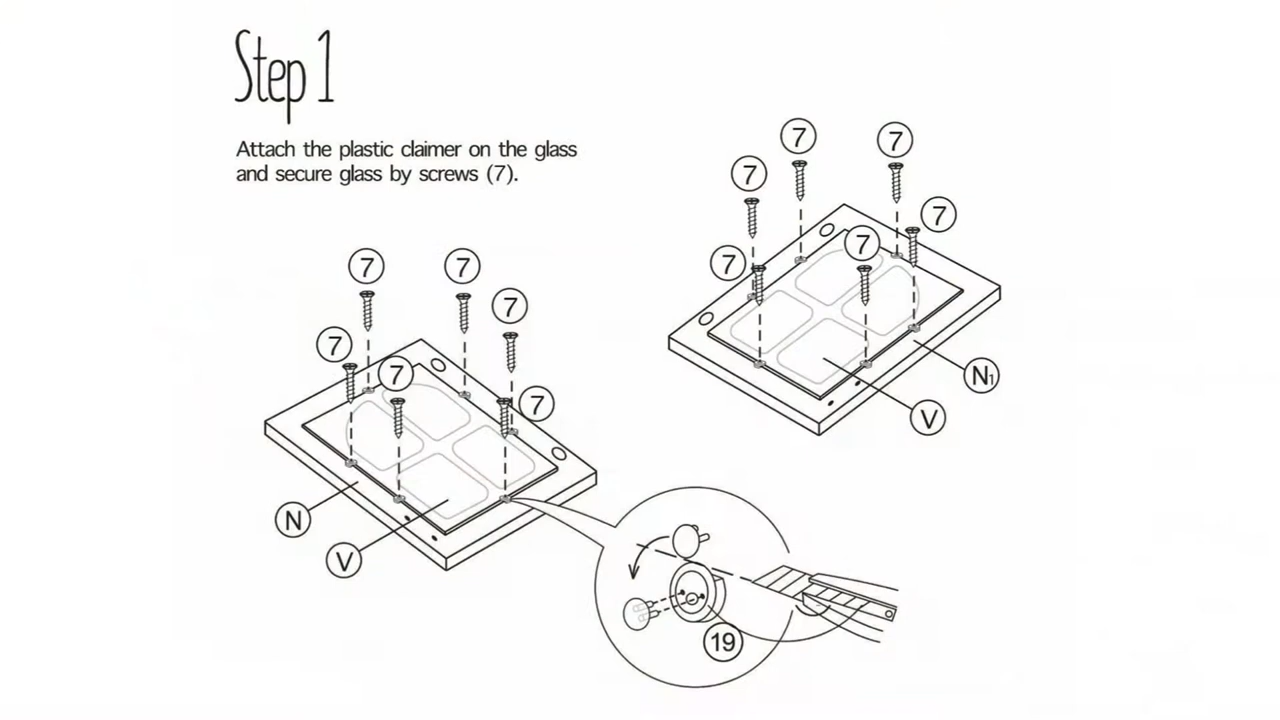 Step 1
Attach the plastic claimer on the glass
and secure glass by screws (7).
7
7
7
7
7
7
N
V
7
7
7
7
7
7
N1
V
19